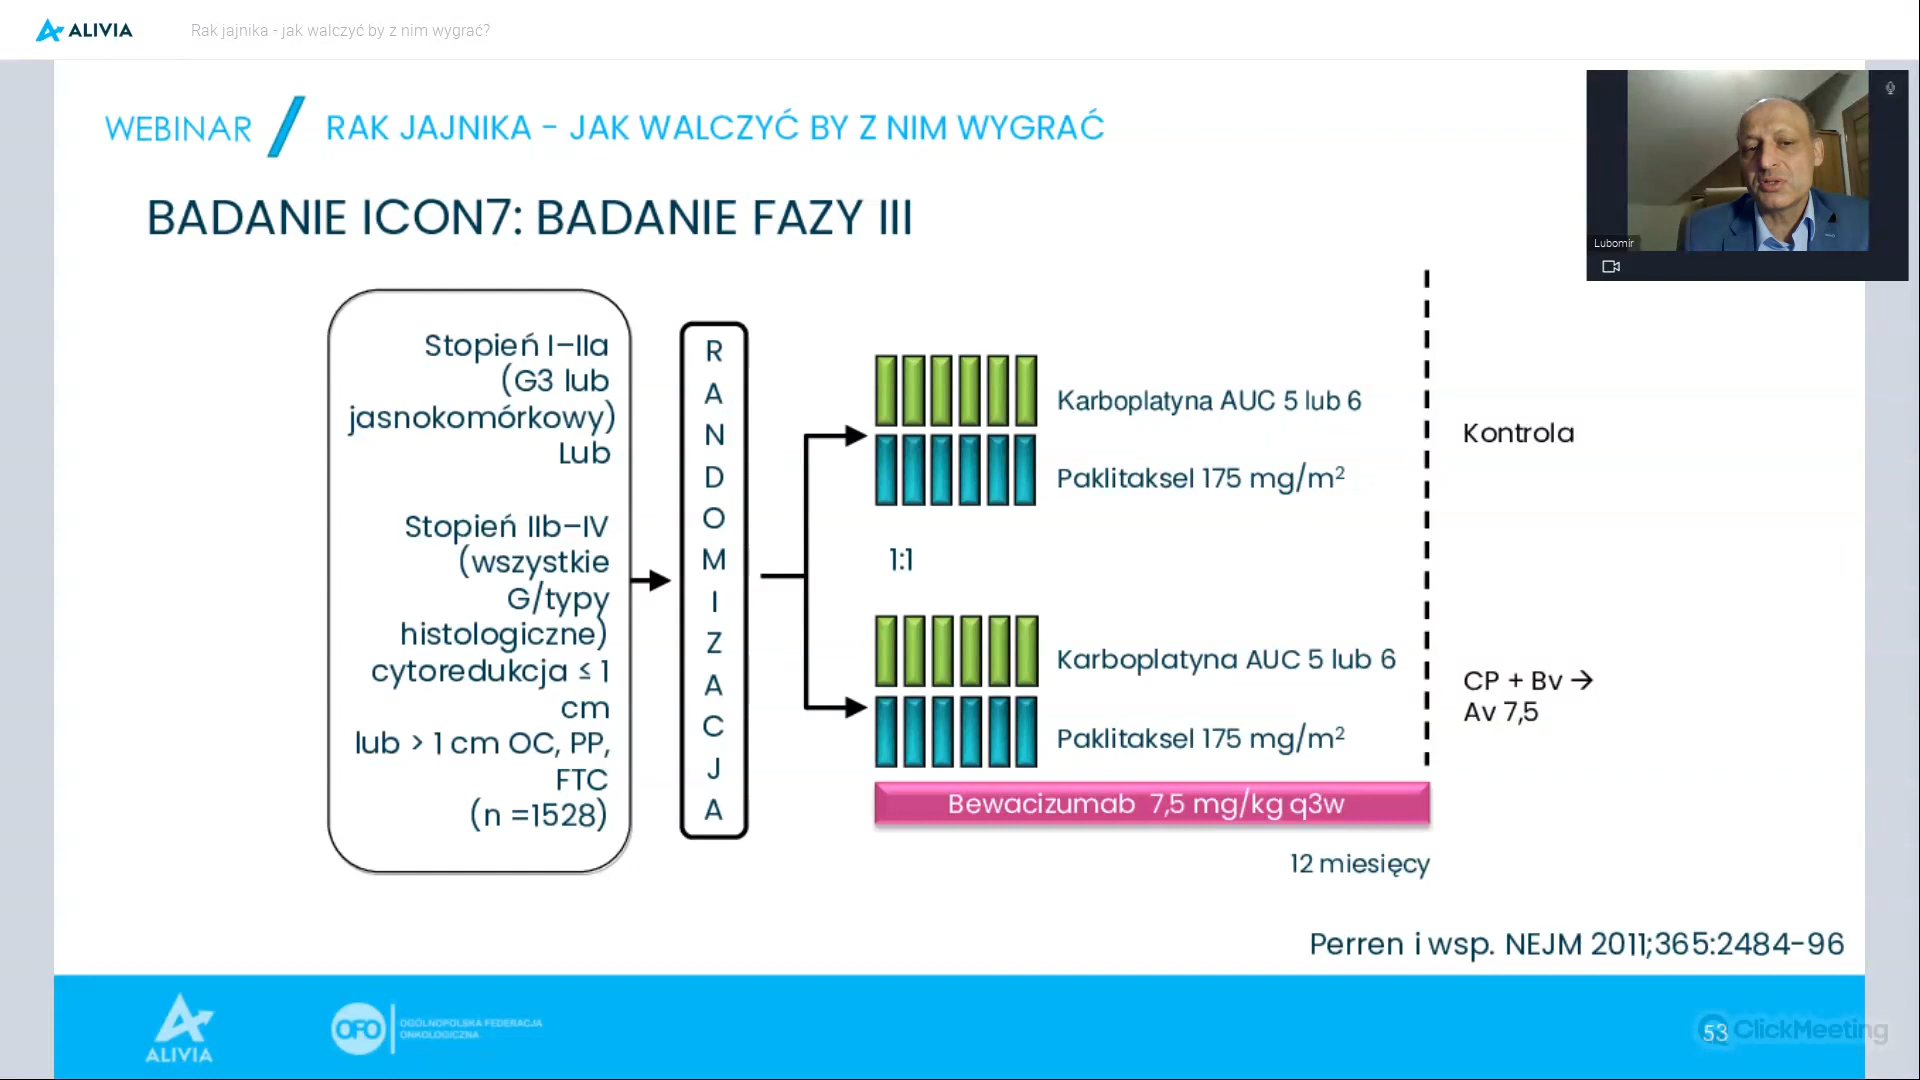 ALIVIA
Rak jajnika - jak walczyć by z nim wygrać?
WEBINAR / RAK JAJNIKA - JAK WALCZYĆ BY Z NIM WYGRAĆ
Lubomir
BADANIE ICON7: BADANIE FAZY III
Stopień I–IIa
(G3 lub
jasnokomórkowy)
Lub
Stopień IIb–IV
(wszystkie
G/typy
histologiczne)
cytoredukcja ≤ 1
cm
lub > 1 cm OC, PP,
FTC
(n =1528)
R
A
N
D
O
M
I
Z
A
C
J
A
Karboplatyna AUC 5 lub 6
Paklitaksel 175 mg/m²
Kontrola
1:1
Karboplatyna AUC 5 lub 6
Paklitaksel 175 mg/m²
CP + Bv →
Av 7,5
Bewacizumab 7,5 mg/kg q3w
12 miesięcy
Perren i wsp. NEJM 2011;365:2484-96
ALIVIA
OFO
OGÓLNOPOLSKA FEDERACJA
ONKOLOGICZNA
53
ClickMeeting